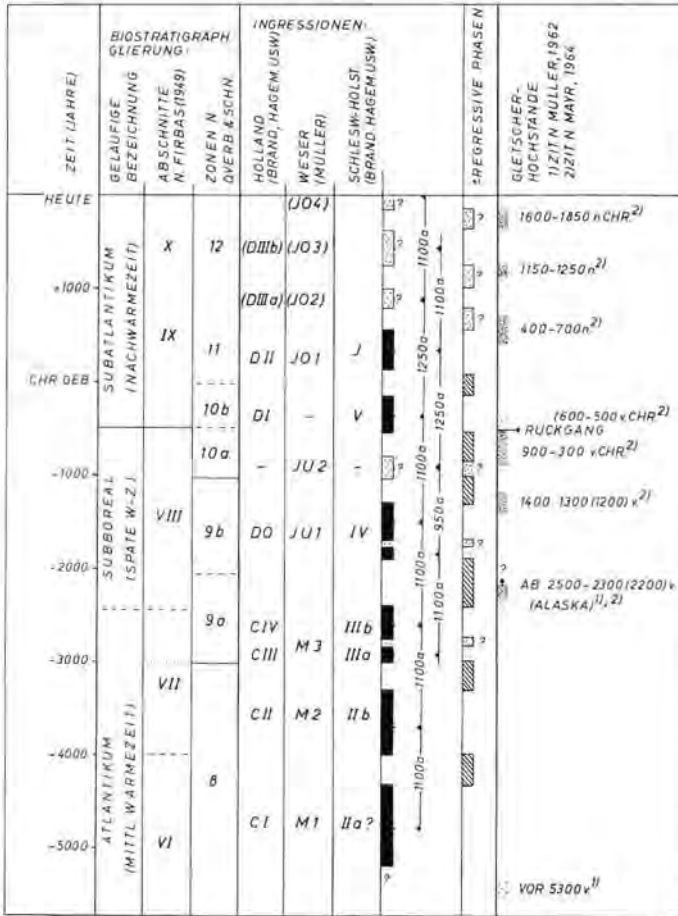 ZEIT (JAHRE)
BIOSTRATIGRAPH
GLIERUNG:
GELÄUFIGE
BEZEICHNUNG
ABSCHNITTE
N. FIRBAS (1949)
ZONEN N.
OVERB & SCHN.
INGRESSIONEN:
HOLLAND
(BRAND, HAGEM, USW)
WESER
(MÜLLER)
SCHLESW-HOLST
(BRAND. HAGEM. USW)
±REGRESSIVE PHASEN
GLETSCHER-
HOCHSTÄNDE
1) ZIT N MÜLLER, 1962
2) ZIT N MAYR, 1964
HEUTE
+1000
CHR GEB
-1000
-2000
-3000
-4000
-5000
SUBATLANTIKUM
(NACHWÄRMEZEIT)
SUBBOREAL
(SPÄTE W-Z.)
ATLANTIKUM
(MITTL WÄRMEZEIT)
X
IX
VIII
VII
VI
12
11
10b
10a
9b
9a
8
(DIIIb)
(DIIIa)
DII
DI
–
DO
CIV
CIII
CII
CI
(JO4)
(JO3)
(JO2)
JO1
–
JU2
JU1
M3
M2
M1
J
V
–
IV
IIIb
IIIa
IIb
IIa?
?
?
?
?
?
1100a
1250a
1100a
1100a
1100a
1100a
1100a
1250a
950a
1100a
?
?
?
?
?
?
1600-1850 n CHR. 2)
1150-1250 n 2)
400-700 n 2)
(600-500 v. CHR. 2)
RÜCKGANG
900-300 v. CHR. 2)
1400-1300 (1200) v. 2)
?
AB 2500-2300 (2200) v
(ALASKA) 1), 2)
VOR 5300 v. 1)